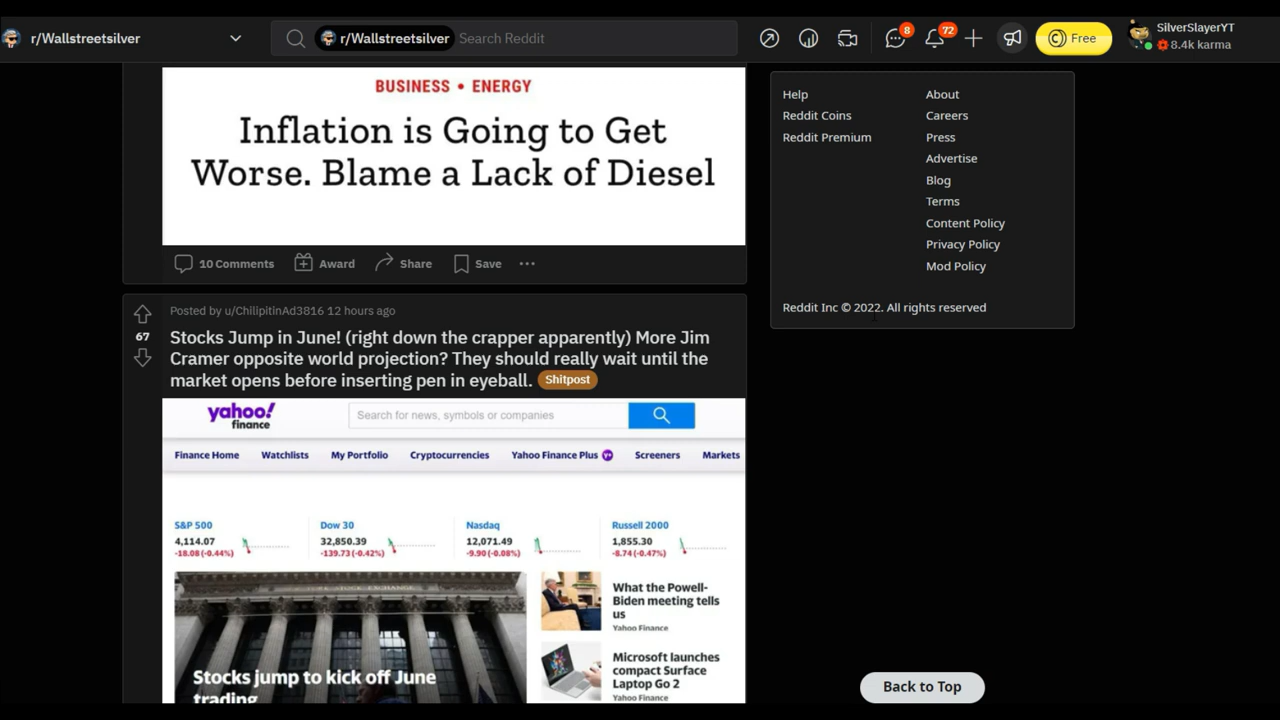 r/Wallstreetsilver
r/Wallstreetsilver Search Reddit
8
72
Free
SilverSlayerYT
8.4k karma
BUSINESS • ENERGY
Inflation is Going to Get
Worse. Blame a Lack of Diesel
10 Comments Award Share Save ...
Posted by u/ChilipitinAd3816 12 hours ago
67
Stocks Jump in June! (right down the crapper apparently) More Jim
Cramer opposite world projection? They should really wait until the
market opens before inserting pen in eyeball. Shitpost
yahoo!
finance
Search for news, symbols or companies
Finance Home Watchlists My Portfolio Cryptocurrencies Yahoo Finance Plus Y+ Screeners Markets
S&P 500
4,114.07
-18.08 (-0.44%)
Dow 30
32,850.39
-139.73 (-0.42%)
Nasdaq
12,071.49
-9.90 (-0.08%)
Russell 2000
1,855.30
-8.74 (-0.47%)
Stocks jump to kick off June
trading
What the Powell-
Biden meeting tells
us
Yahoo Finance
Microsoft launches
compact Surface
Laptop Go 2
Yahoo Finance
Help
Reddit Coins
Reddit Premium
About
Careers
Press
Advertise
Blog
Terms
Content Policy
Privacy Policy
Mod Policy
Reddit Inc © 2022. All rights reserved
Back to Top